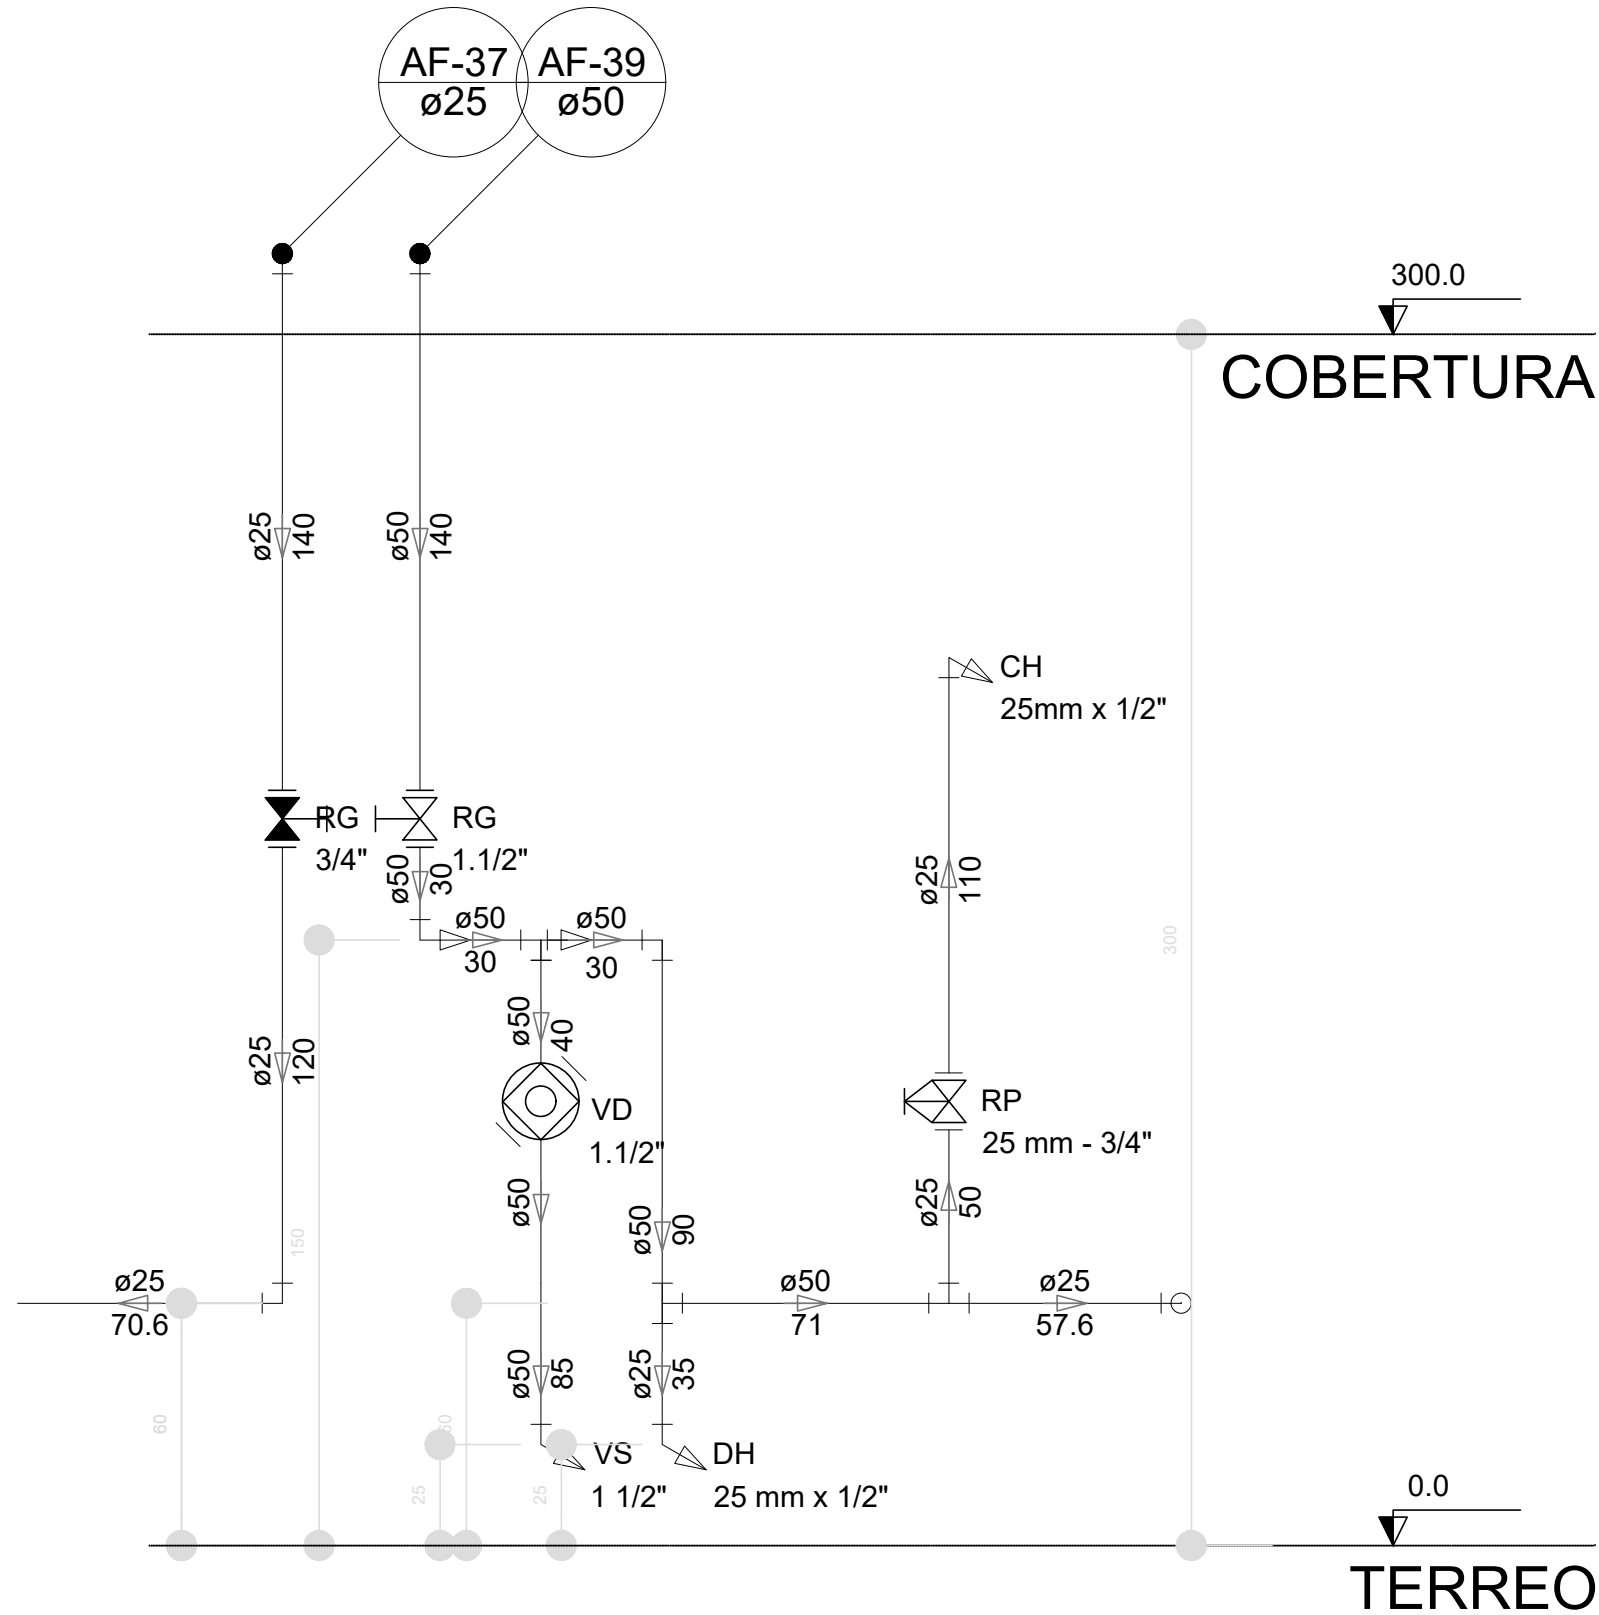 AF-37
ø25
AF-39
ø50
300.0
COBERTURA
ø25
140
ø50
140
CH
25mm x 1/2"
RG
3/4"
RG
1.1/2"
ø50
30
ø50
30
ø50
30
ø25
110
300
ø25
120
ø50
40
VD
1.1/2"
RP
25 mm - 3/4"
ø50
ø50
90
ø25
50
150
ø25
70.6
ø50
71
ø25
57.6
ø50
85
ø25
35
60
60
VS
1 1/2"
DH
25 mm x 1/2"
25
25
0.0
TERREO